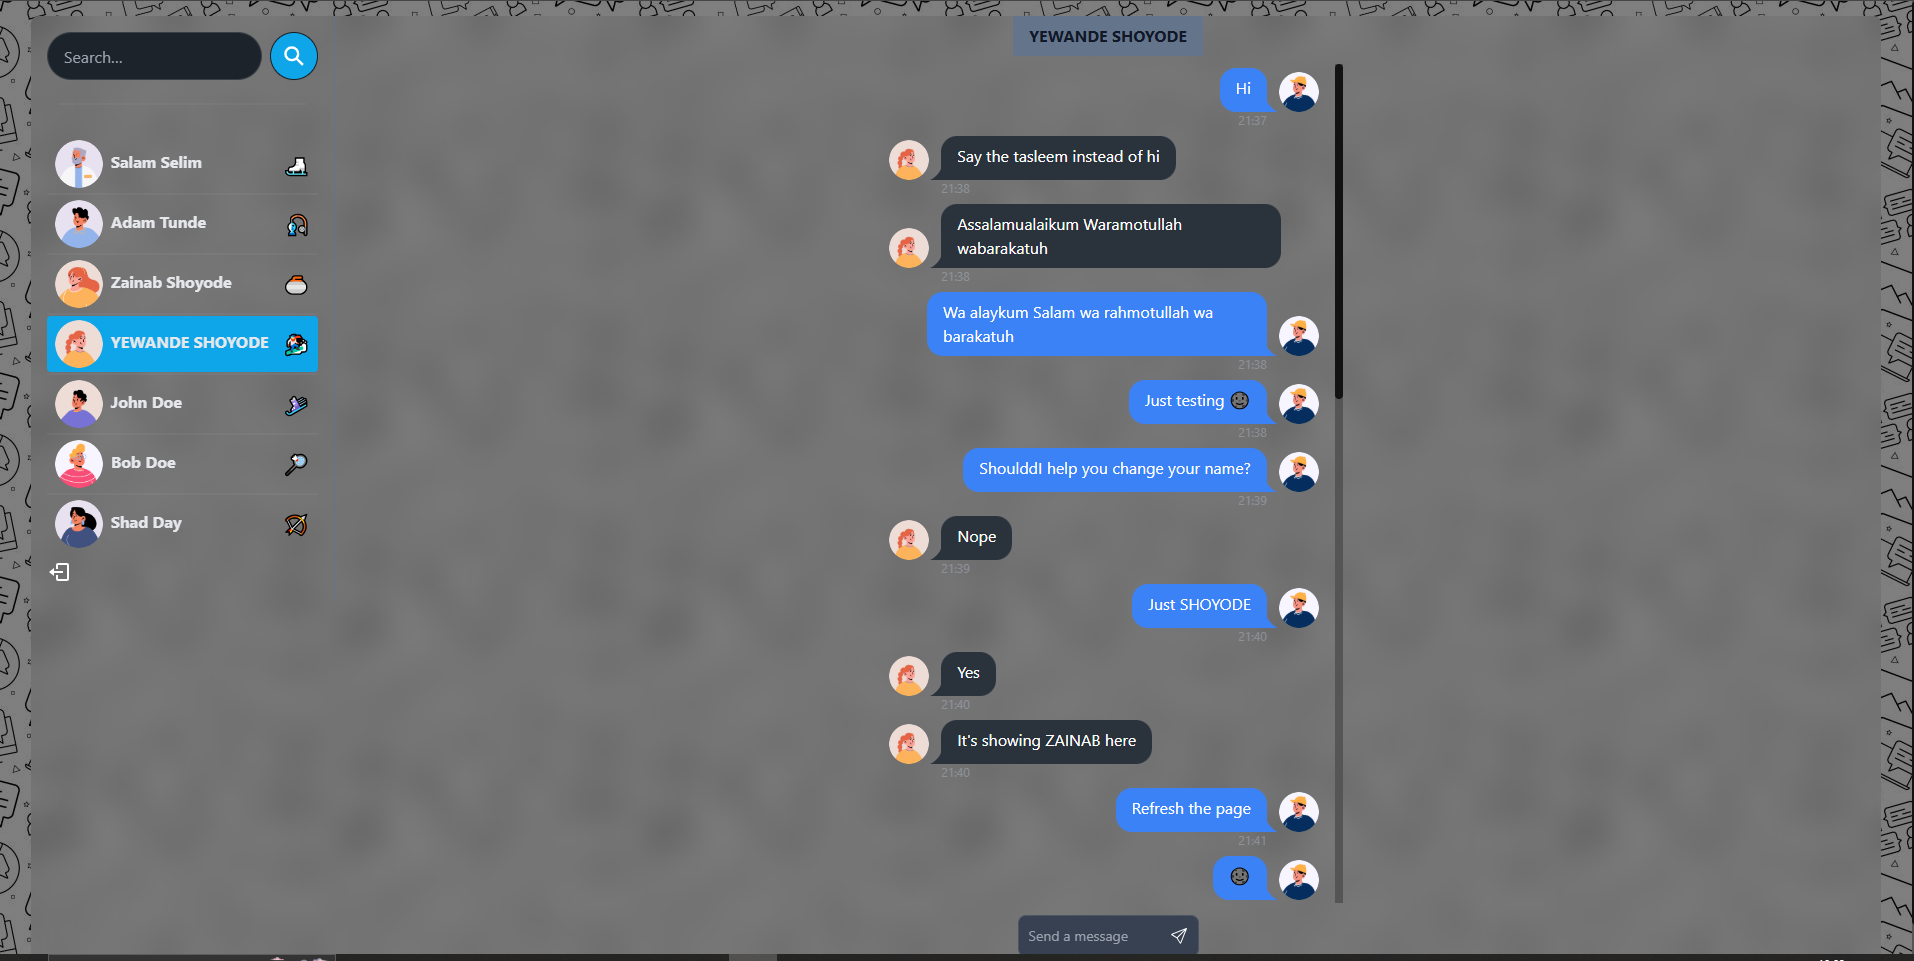 Search...
Salam Selim
Adam Tunde
Zainab Shoyode
YEWANDE SHOYODE
John Doe
Bob Doe
Shad Day
YEWANDE SHOYODE
Hi
21:37
Say the tasleem instead of hi
21:38
Assalamualaikum Waramotullah
wabarakatuh
21:38
Wa alaykum Salam wa rahmotullah wa
barakatuh
21:38
Just testing
21:38
ShoulddI help you change your name?
21:39
Nope
21:39
Just SHOYODE
21:40
Yes
21:40
It's showing ZAINAB here
21:40
Refresh the page
21:41
Send a message